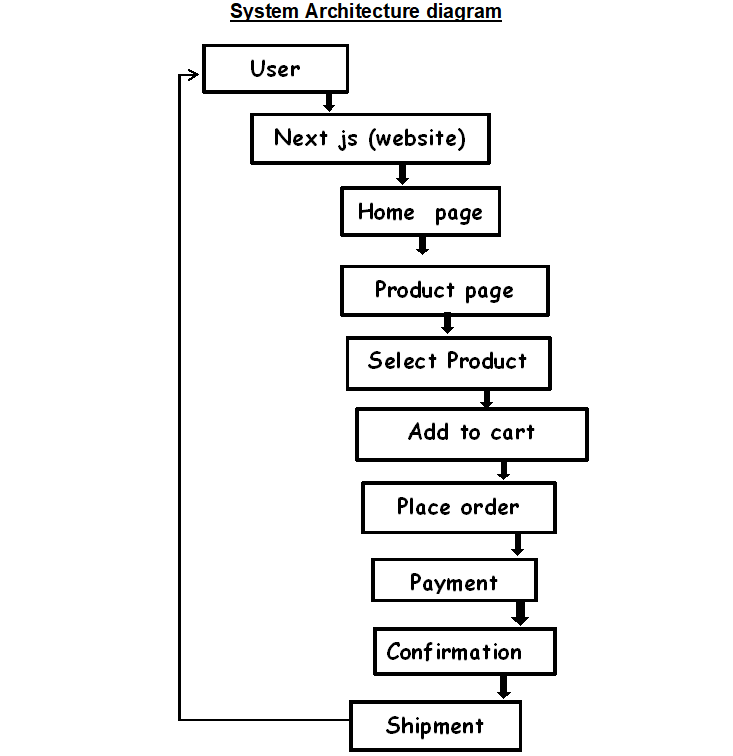 System Architecture diagram
User
Next js (website)
Home page
Product page
Select Product
Add to cart
Place order
Payment
Confirmation
Shipment